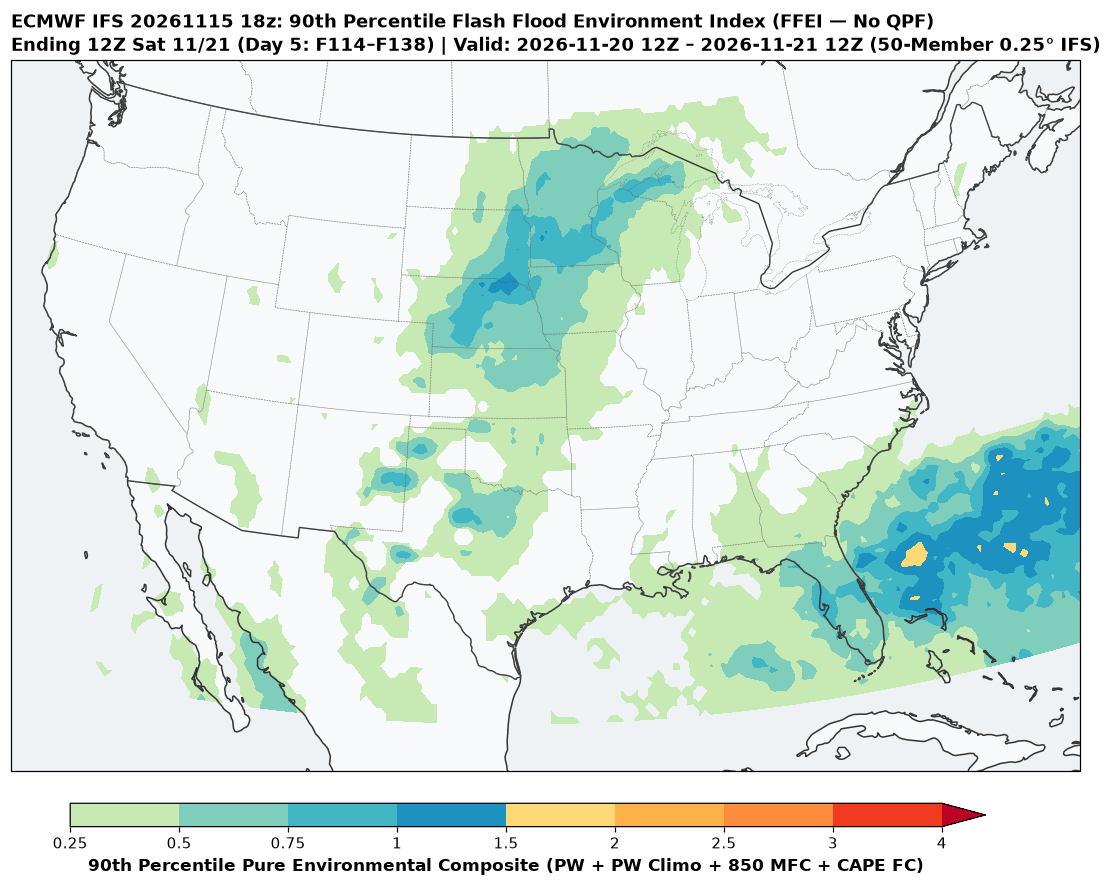 ECMWF IFS 20261115 18z: 90th Percentile Flash Flood Environment Index (FFEI — No QPF)
Ending 12Z Sat 11/21 (Day 5: F114–F138) | Valid: 2026-11-20 12Z – 2026-11-21 12Z (50-Member 0.25° IFS)
0.25 0.5 0.75 1 1.5 2 2.5 3 4
90th Percentile Pure Environmental Composite (PW + PW Climo + 850 MFC + CAPE FC)